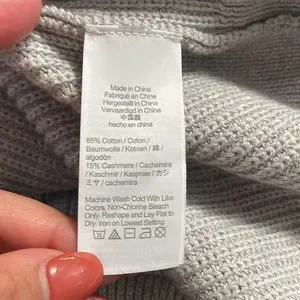 Made in China
Fabriqué en Chine
Hergestellt in China
Vervaardigd in China
中国製
hecho en china
85% Cotton / Coton /
Baumwolle / Katoen / 綿 /
algodón
15% Cashmere / Cachemire
/ Kaschmir / Kasjmier / カシ
ミヤ / cachemira
Machine Wash Cold With Like
Colors. Non-Chlorine Bleach
Only. Reshape and Lay Flat to
Dry. Iron on Lowest Setting